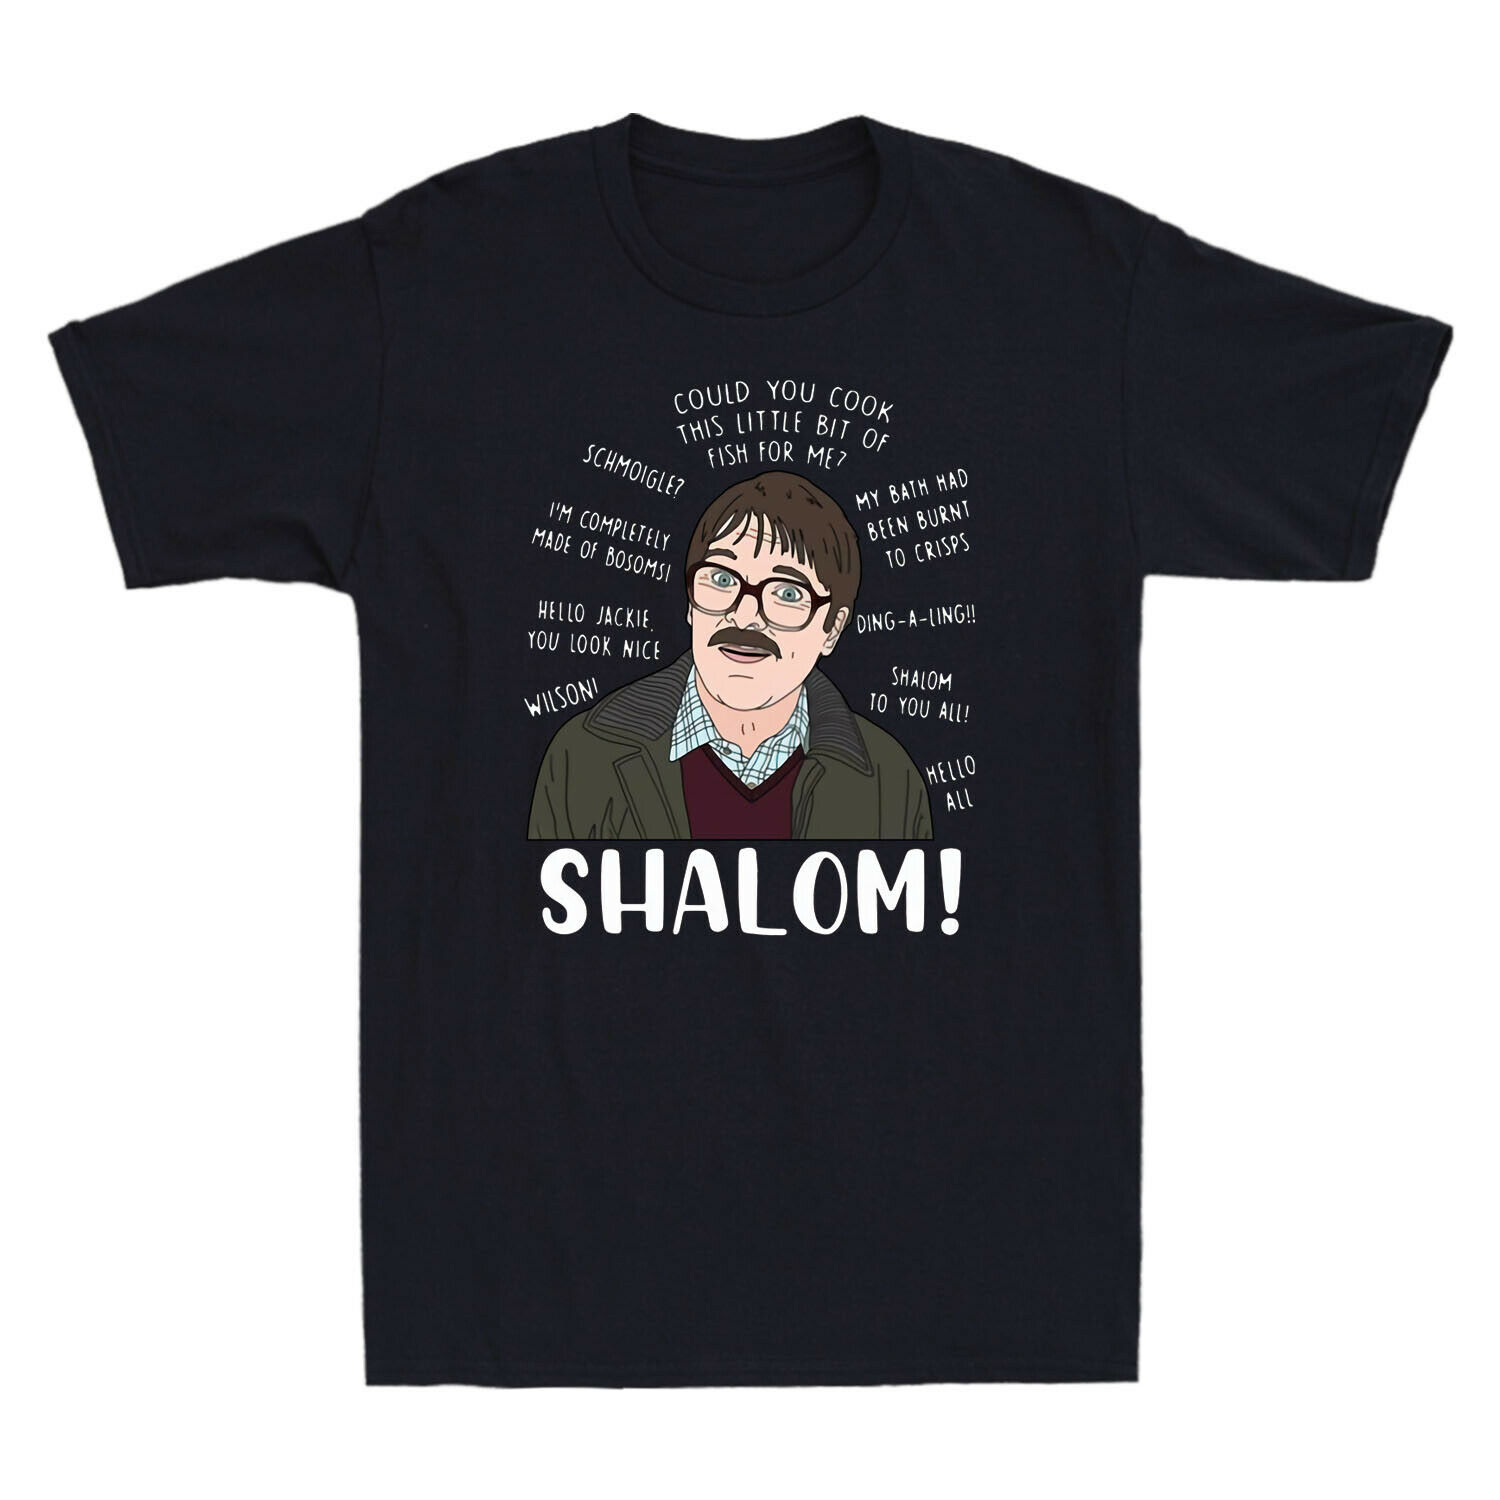 COULD YOU COOK
THIS LITTLE BIT OF
FISH FOR ME?
SCHMOIGLE?
MY BATH HAD
BEEN BURNT
TO CRISPS
I'M COMPLETELY
MADE OF BOSOMS!
HELLO JACKIE.
YOU LOOK NICE
DING-A-LING!!
WILSON!
SHALOM
TO YOU ALL!
HELLO
ALL
SHALOM!